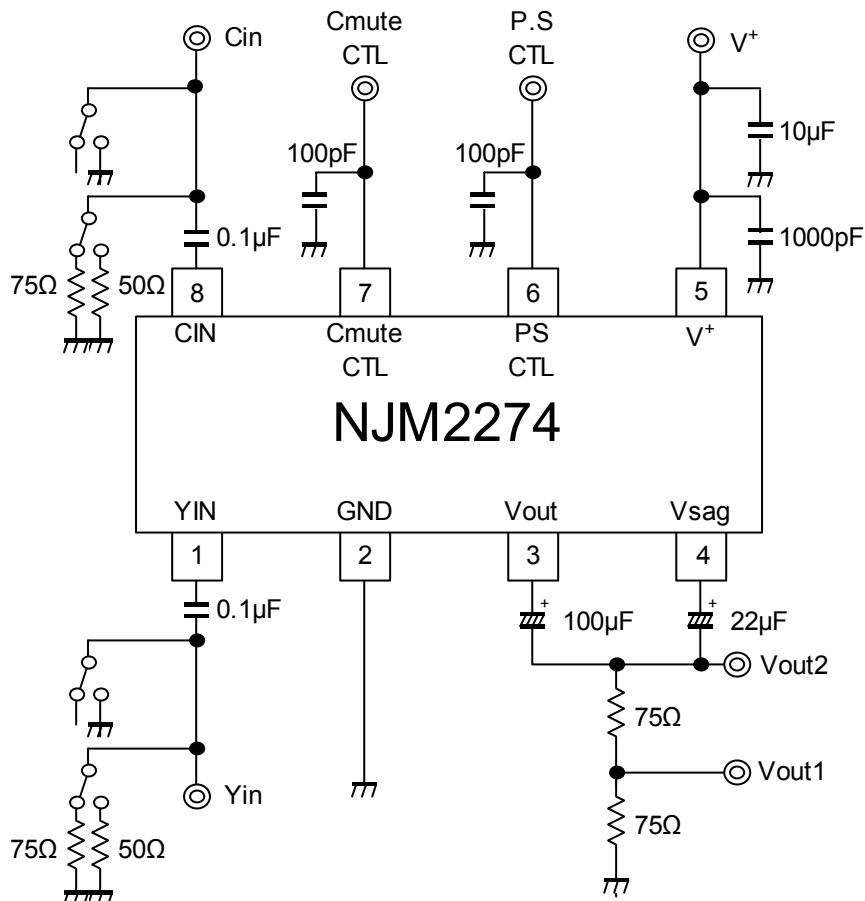 Cin
Cmute
CTL
P.S
CTL
V⁺
100pF
100pF
10µF
0.1µF
1000pF
75Ω
50Ω
8
7
6
5
CIN
Cmute
CTL
PS
CTL
V⁺
NJM2274
YIN
GND
Vout
Vsag
1
2
3
4
0.1µF
+
100µF
+
22µF
Vout2
75Ω
Vout1
Yin
75Ω
75Ω
50Ω